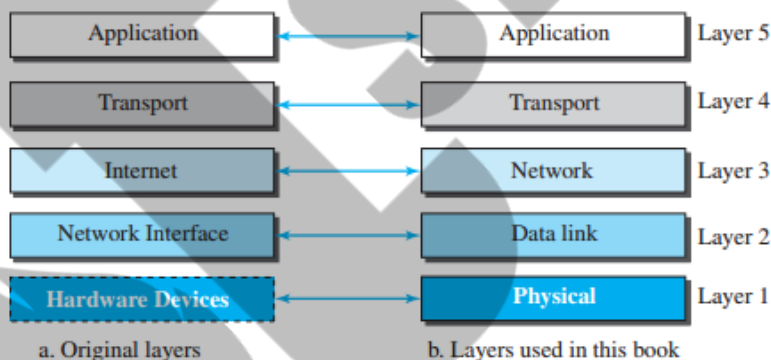 Application Application Layer 5
Transport Transport Layer 4
Internet Network Layer 3
Network Interface Data link Layer 2
Hardware Devices Physical Layer 1
a. Original layers b. Layers used in this book